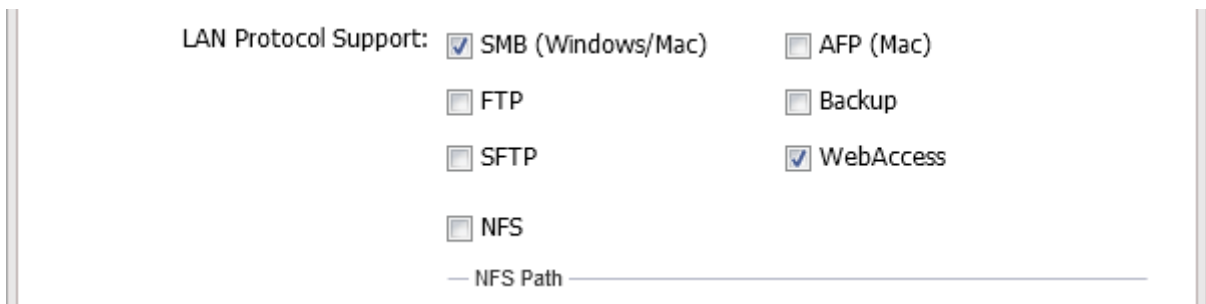 LAN Protocol Support: SMB (Windows/Mac) AFP (Mac)
FTP Backup
SFTP WebAccess
NFS
NFS Path